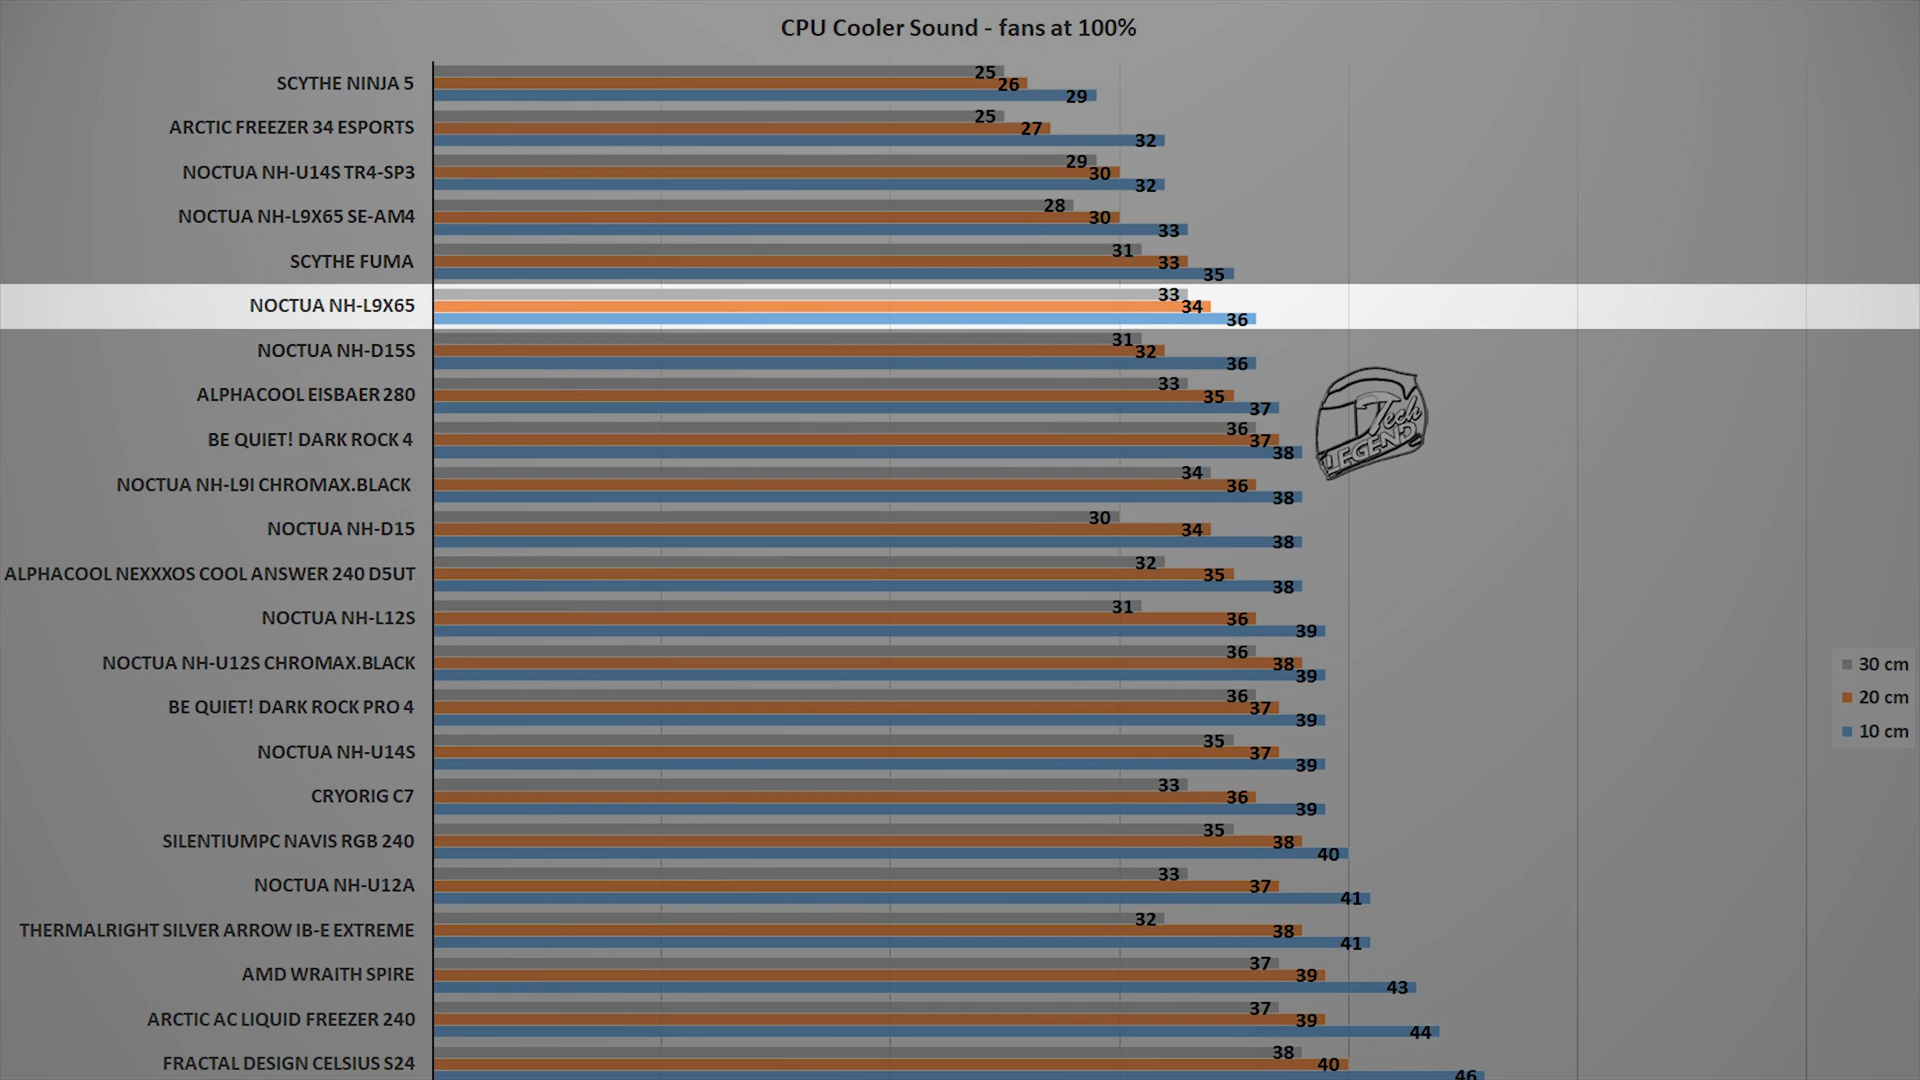 CPU Cooler Sound - fans at 100%
SCYTHE NINJA 5
25
26
29
ARCTIC FREEZER 34 ESPORTS
25
27
32
NOCTUA NH-U14S TR4-SP3
29
30
32
NOCTUA NH-L9X65 SE-AM4
28
30
33
SCYTHE FUMA
31
33
35
NOCTUA NH-L9X65
33
34
36
NOCTUA NH-D15S
31
32
36
ALPHACOOL EISBAER 280
33
35
37
BE QUIET! DARK ROCK 4
36
37
38
NOCTUA NH-L9I CHROMAX.BLACK
34
36
38
NOCTUA NH-D15
30
34
38
ALPHACOOL NEXXXOS COOL ANSWER 240 D5UT
32
35
38
NOCTUA NH-L12S
31
36
39
NOCTUA NH-U12S CHROMAX.BLACK
36
38
39
BE QUIET! DARK ROCK PRO 4
36
37
39
NOCTUA NH-U14S
35
37
39
CRYORIG C7
33
36
39
SILENTIUMPC NAVIS RGB 240
35
38
40
NOCTUA NH-U12A
33
37
41
THERMALRIGHT SILVER ARROW IB-E EXTREME
32
38
41
AMD WRAITH SPIRE
37
39
43
ARCTIC AC LIQUID FREEZER 240
37
39
44
FRACTAL DESIGN CELSIUS S24
38
40
46
Tech
LEGEND
30 cm
20 cm
10 cm